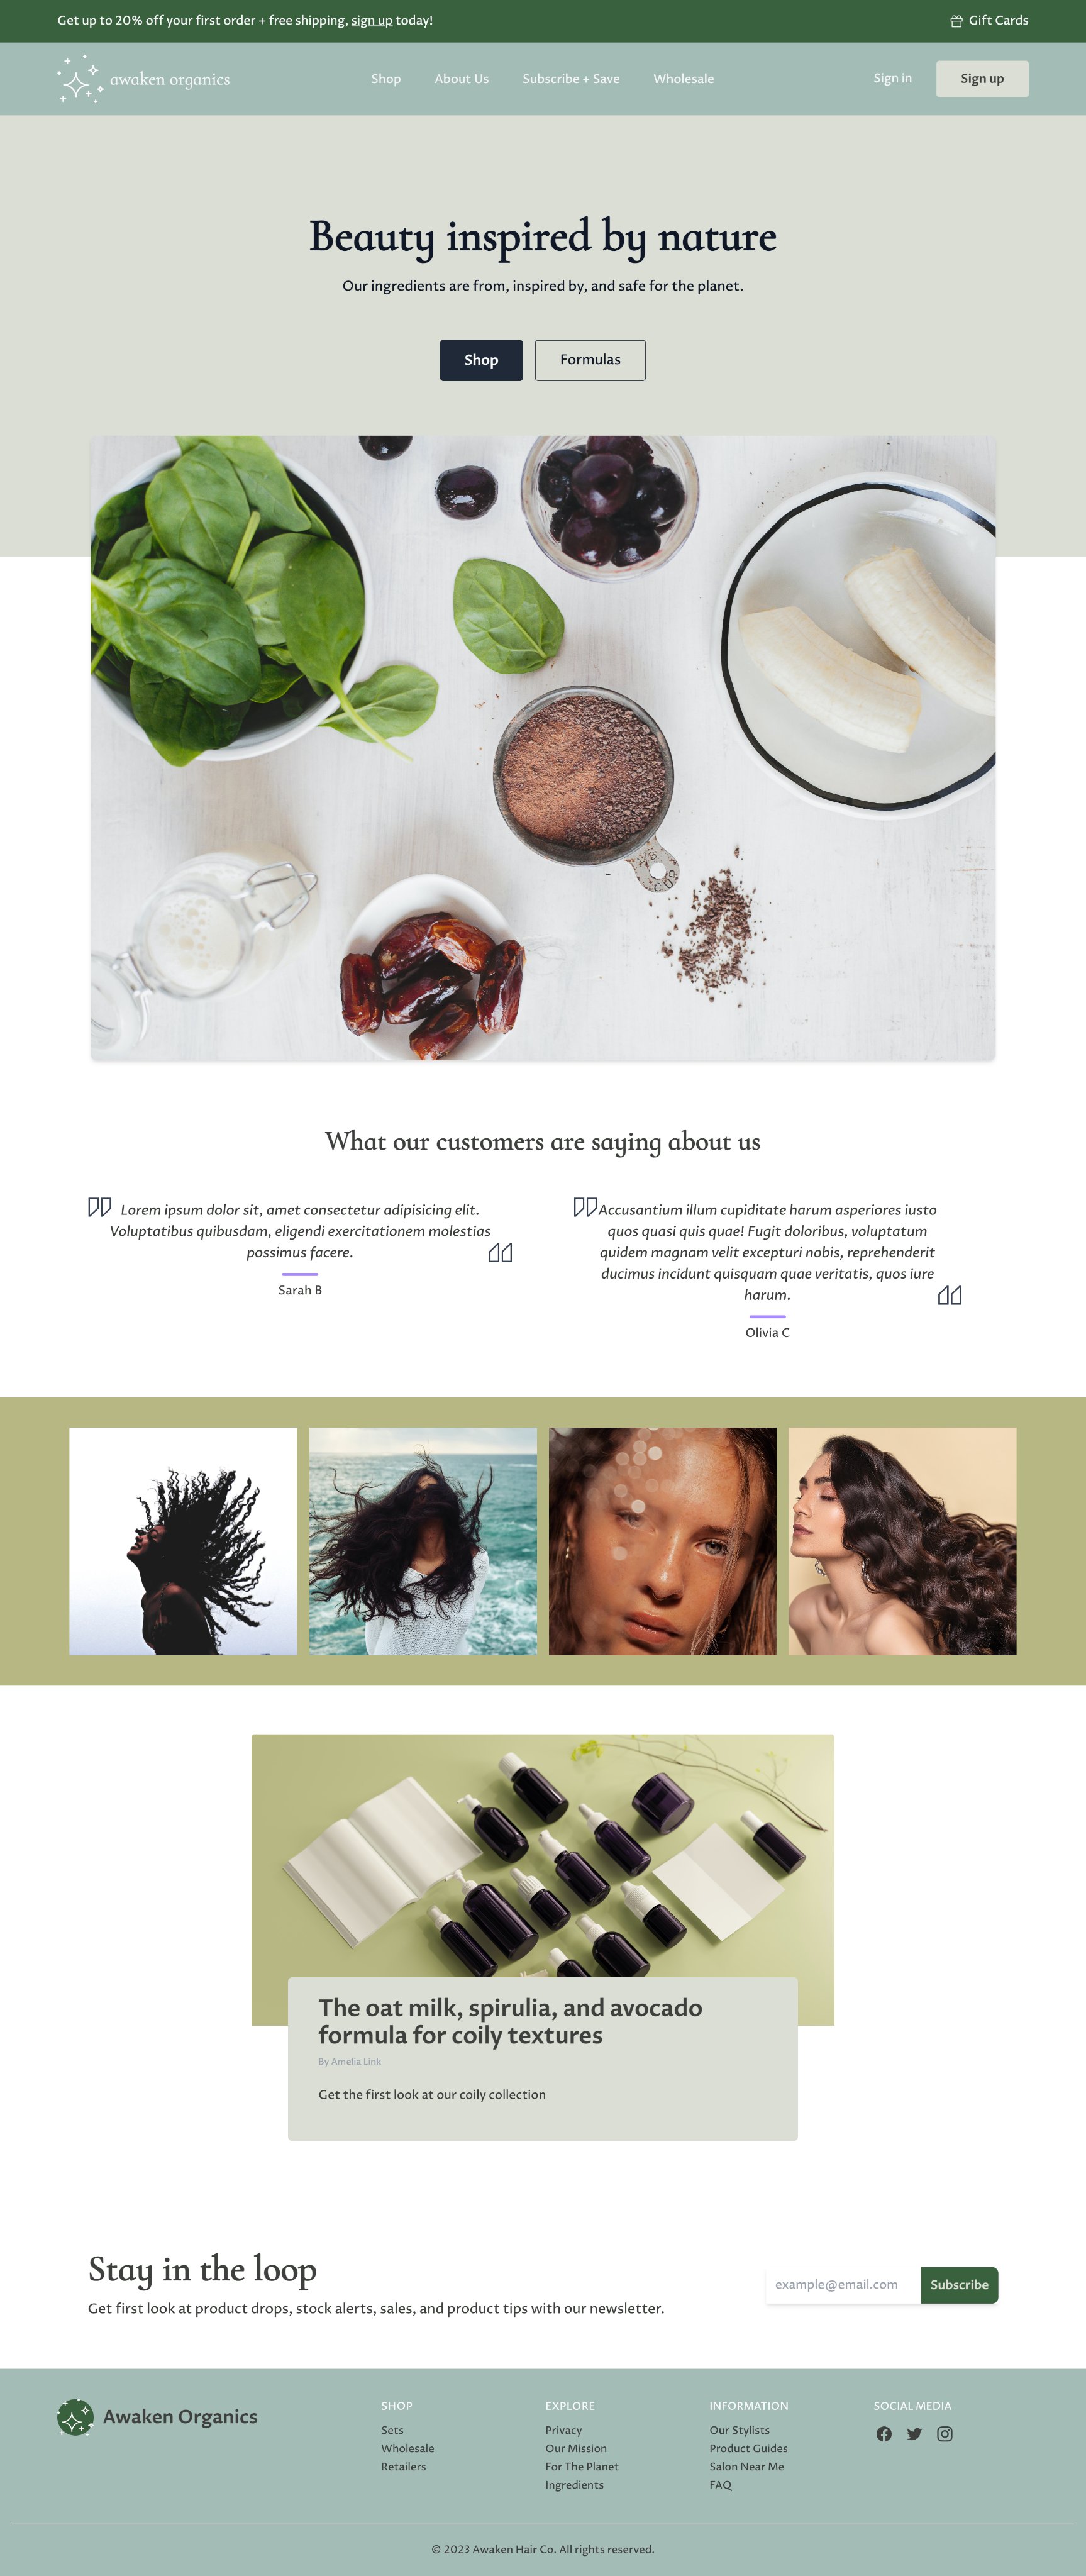 Get up to 20% off your first order + free shipping, sign up today!
Gift Cards
awaken organics
Shop
About Us
Subscribe + Save
Wholesale
Sign in
Sign up
Beauty inspired by nature
Our ingredients are from, inspired by, and safe for the planet.
Shop
Formulas
What our customers are saying about us
Lorem ipsum dolor sit, amet consectetur adipisicing elit.
Voluptatibus quibusdam, eligendi exercitationem molestias
possimus facere.
Sarah B
Accusantium illum cupiditate harum asperiores iusto
quos quasi quis quae! Fugit doloribus, voluptatum
quidem magnam velit excepturi nobis, reprehenderit
ducimus incidunt quisquam quae veritatis, quos iure
harum.
Olivia C
The oat milk, spirulia, and avocado
formula for coily textures
By Amelia Link
Get the first look at our coily collection
Stay in the loop
Get first look at product drops, stock alerts, sales, and product tips with our newsletter.
example@email.com
Subscribe
Awaken Organics
SHOP
Sets
Wholesale
Retailers
EXPLORE
Privacy
Our Mission
For The Planet
Ingredients
INFORMATION
Our Stylists
Product Guides
Salon Near Me
FAQ
SOCIAL MEDIA
© 2023 Awaken Hair Co. All rights reserved.